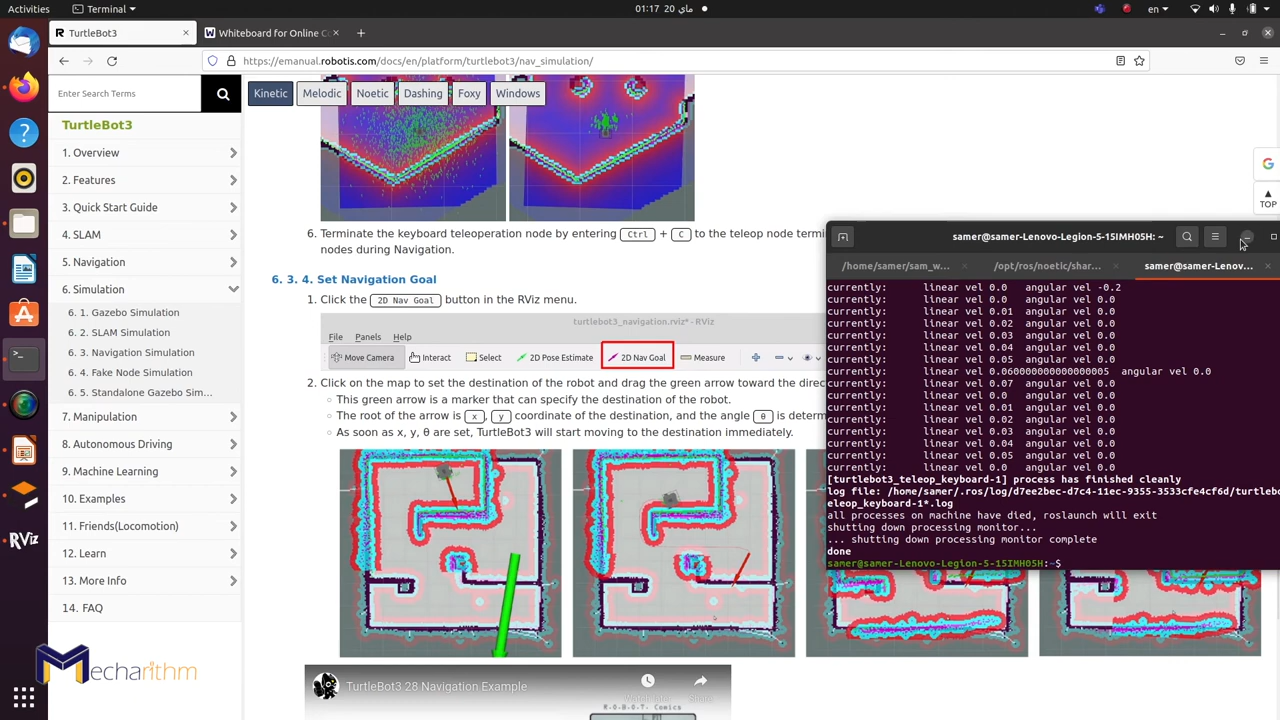 Activities
Terminal
01:17 20 ماي
en
TurtleBot3
Whiteboard for Online C
https://emanual.robotis.com/docs/en/platform/turtlebot3/nav_simulation/
Enter Search Terms
Kinetic
Melodic
Noetic
Dashing
Foxy
Windows
TurtleBot3
1. Overview
2. Features
3. Quick Start Guide
4. SLAM
5. Navigation
6. Simulation
6. 1. Gazebo Simulation
6. 2. SLAM Simulation
6. 3. Navigation Simulation
6. 4. Fake Node Simulation
6. 5. Standalone Gazebo Sim...
7. Manipulation
8. Autonomous Driving
9. Machine Learning
10. Examples
11. Friends(Locomotion)
12. Learn
13. More Info
14. FAQ
Mecharithm
RViz
G
TOP
6. Terminate the keyboard teleoperation node by entering Ctrl + C to the teleop node termi
nodes during Navigation.
6. 3. 4. Set Navigation Goal
1. Click the 2D Nav Goal button in the RViz menu.
turtlebot3_navigation.rviz* - RViz
File Panels Help
Move Camera Interact Select 2D Pose Estimate 2D Nav Goal Measure
2. Click on the map to set the destination of the robot and drag the green arrow toward the direc
This green arrow is a marker that can specify the destination of the robot.
The root of the arrow is x, y coordinate of the destination, and the angle θ is determ
As soon as x, y, θ are set, TurtleBot3 will start moving to the destination immediately.
TurtleBot3 28 Navigation Example
Share
R·O·B·O·T· Comics
samer@samer-Lenovo-Legion-5-15IMH05H: ~
/home/samer/sam_w...
/opt/ros/noetic/shar...
samer@samer-Lenov...
currently: linear vel 0.0 angular vel -0.2
currently: linear vel 0.0 angular vel 0.0
currently: linear vel 0.01 angular vel 0.0
currently: linear vel 0.02 angular vel 0.0
currently: linear vel 0.03 angular vel 0.0
currently: linear vel 0.04 angular vel 0.0
currently: linear vel 0.05 angular vel 0.0
currently: linear vel 0.060000000000000005 angular vel 0.0
currently: linear vel 0.07 angular vel 0.0
currently: linear vel 0.0 angular vel 0.0
currently: linear vel 0.01 angular vel 0.0
currently: linear vel 0.02 angular vel 0.0
currently: linear vel 0.03 angular vel 0.0
currently: linear vel 0.04 angular vel 0.0
currently: linear vel 0.05 angular vel 0.0
currently: linear vel 0.0 angular vel 0.0
[turtlebot3_teleop_keyboard-1] process has finished cleanly
log file: /home/samer/.ros/log/d7ee2bec-d7c4-11ec-9355-3533cfe4cf6d/turtlebo
eleop_keyboard-1*.log
all processes on machine have died, roslaunch will exit
shutting down processing monitor...
... shutting down processing monitor complete
done
samer@samer-Lenovo-Legion-5-15IMH05H:~$